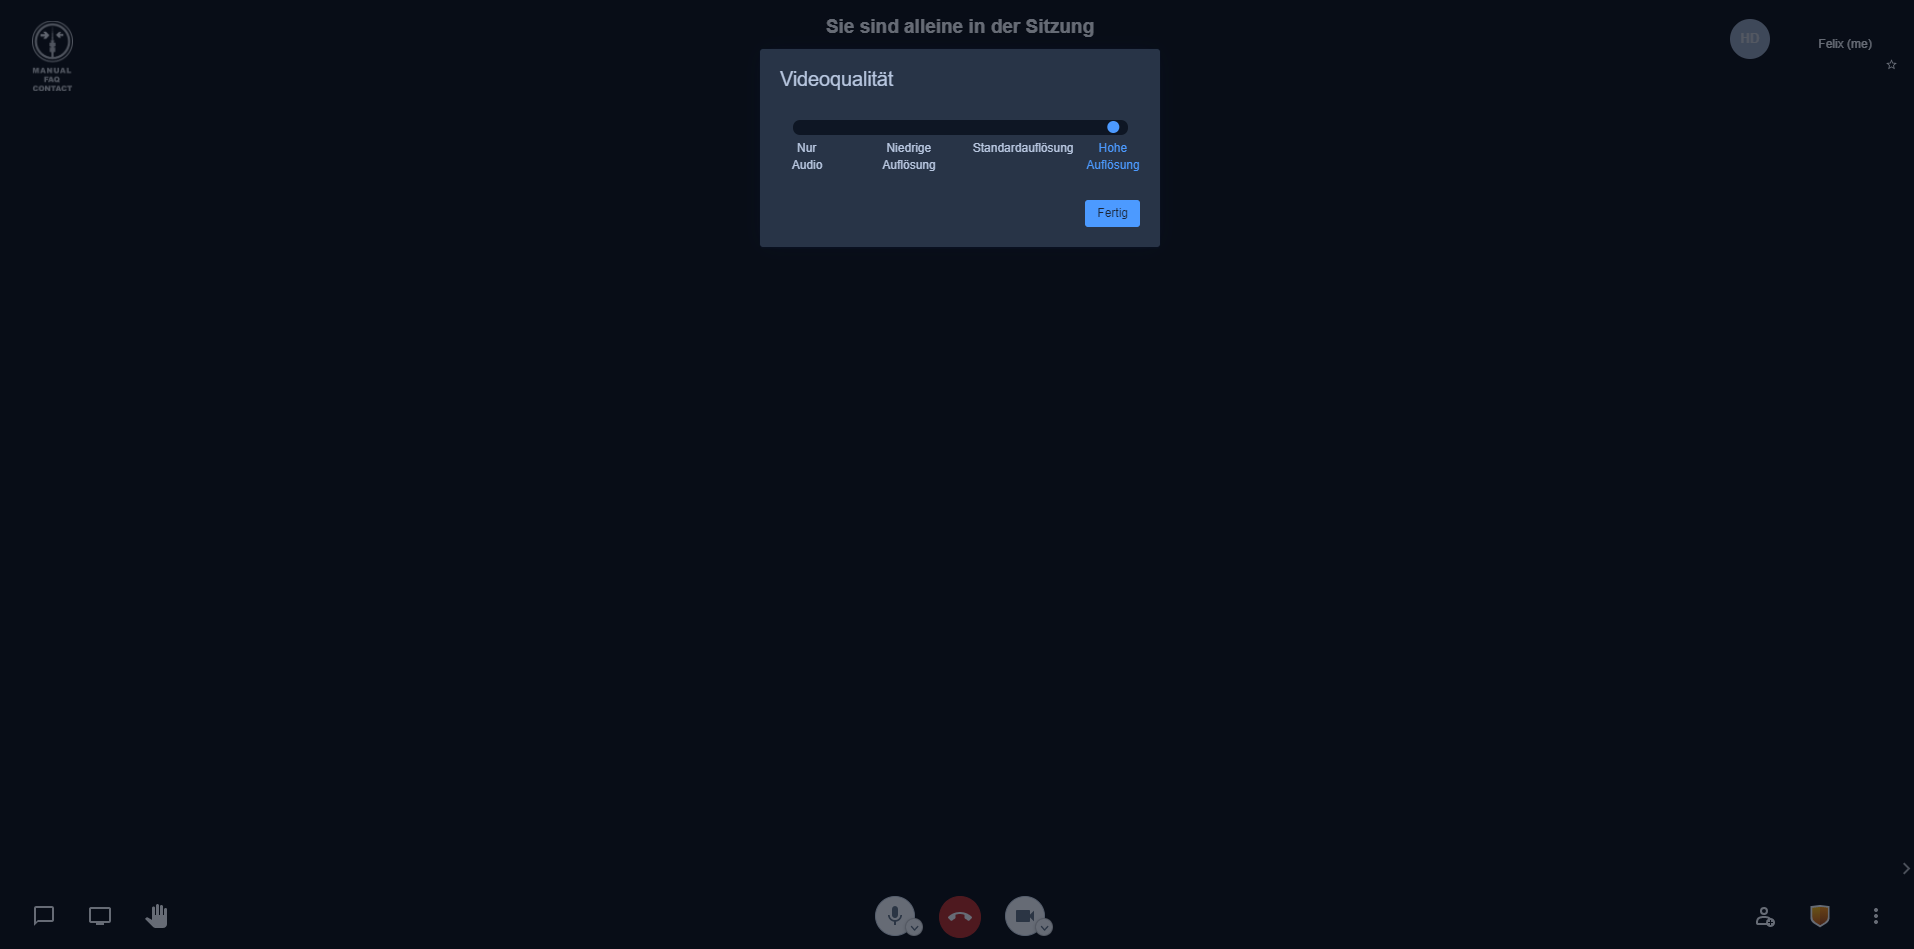 Sie sind alleine in der Sitzung
MANUAL
FAQ
CONTACT
HD
Felix (me)
Videoqualität
Nur
Audio
Niedrige
Auflösung
Standardauflösung
Hohe
Auflösung
Fertig